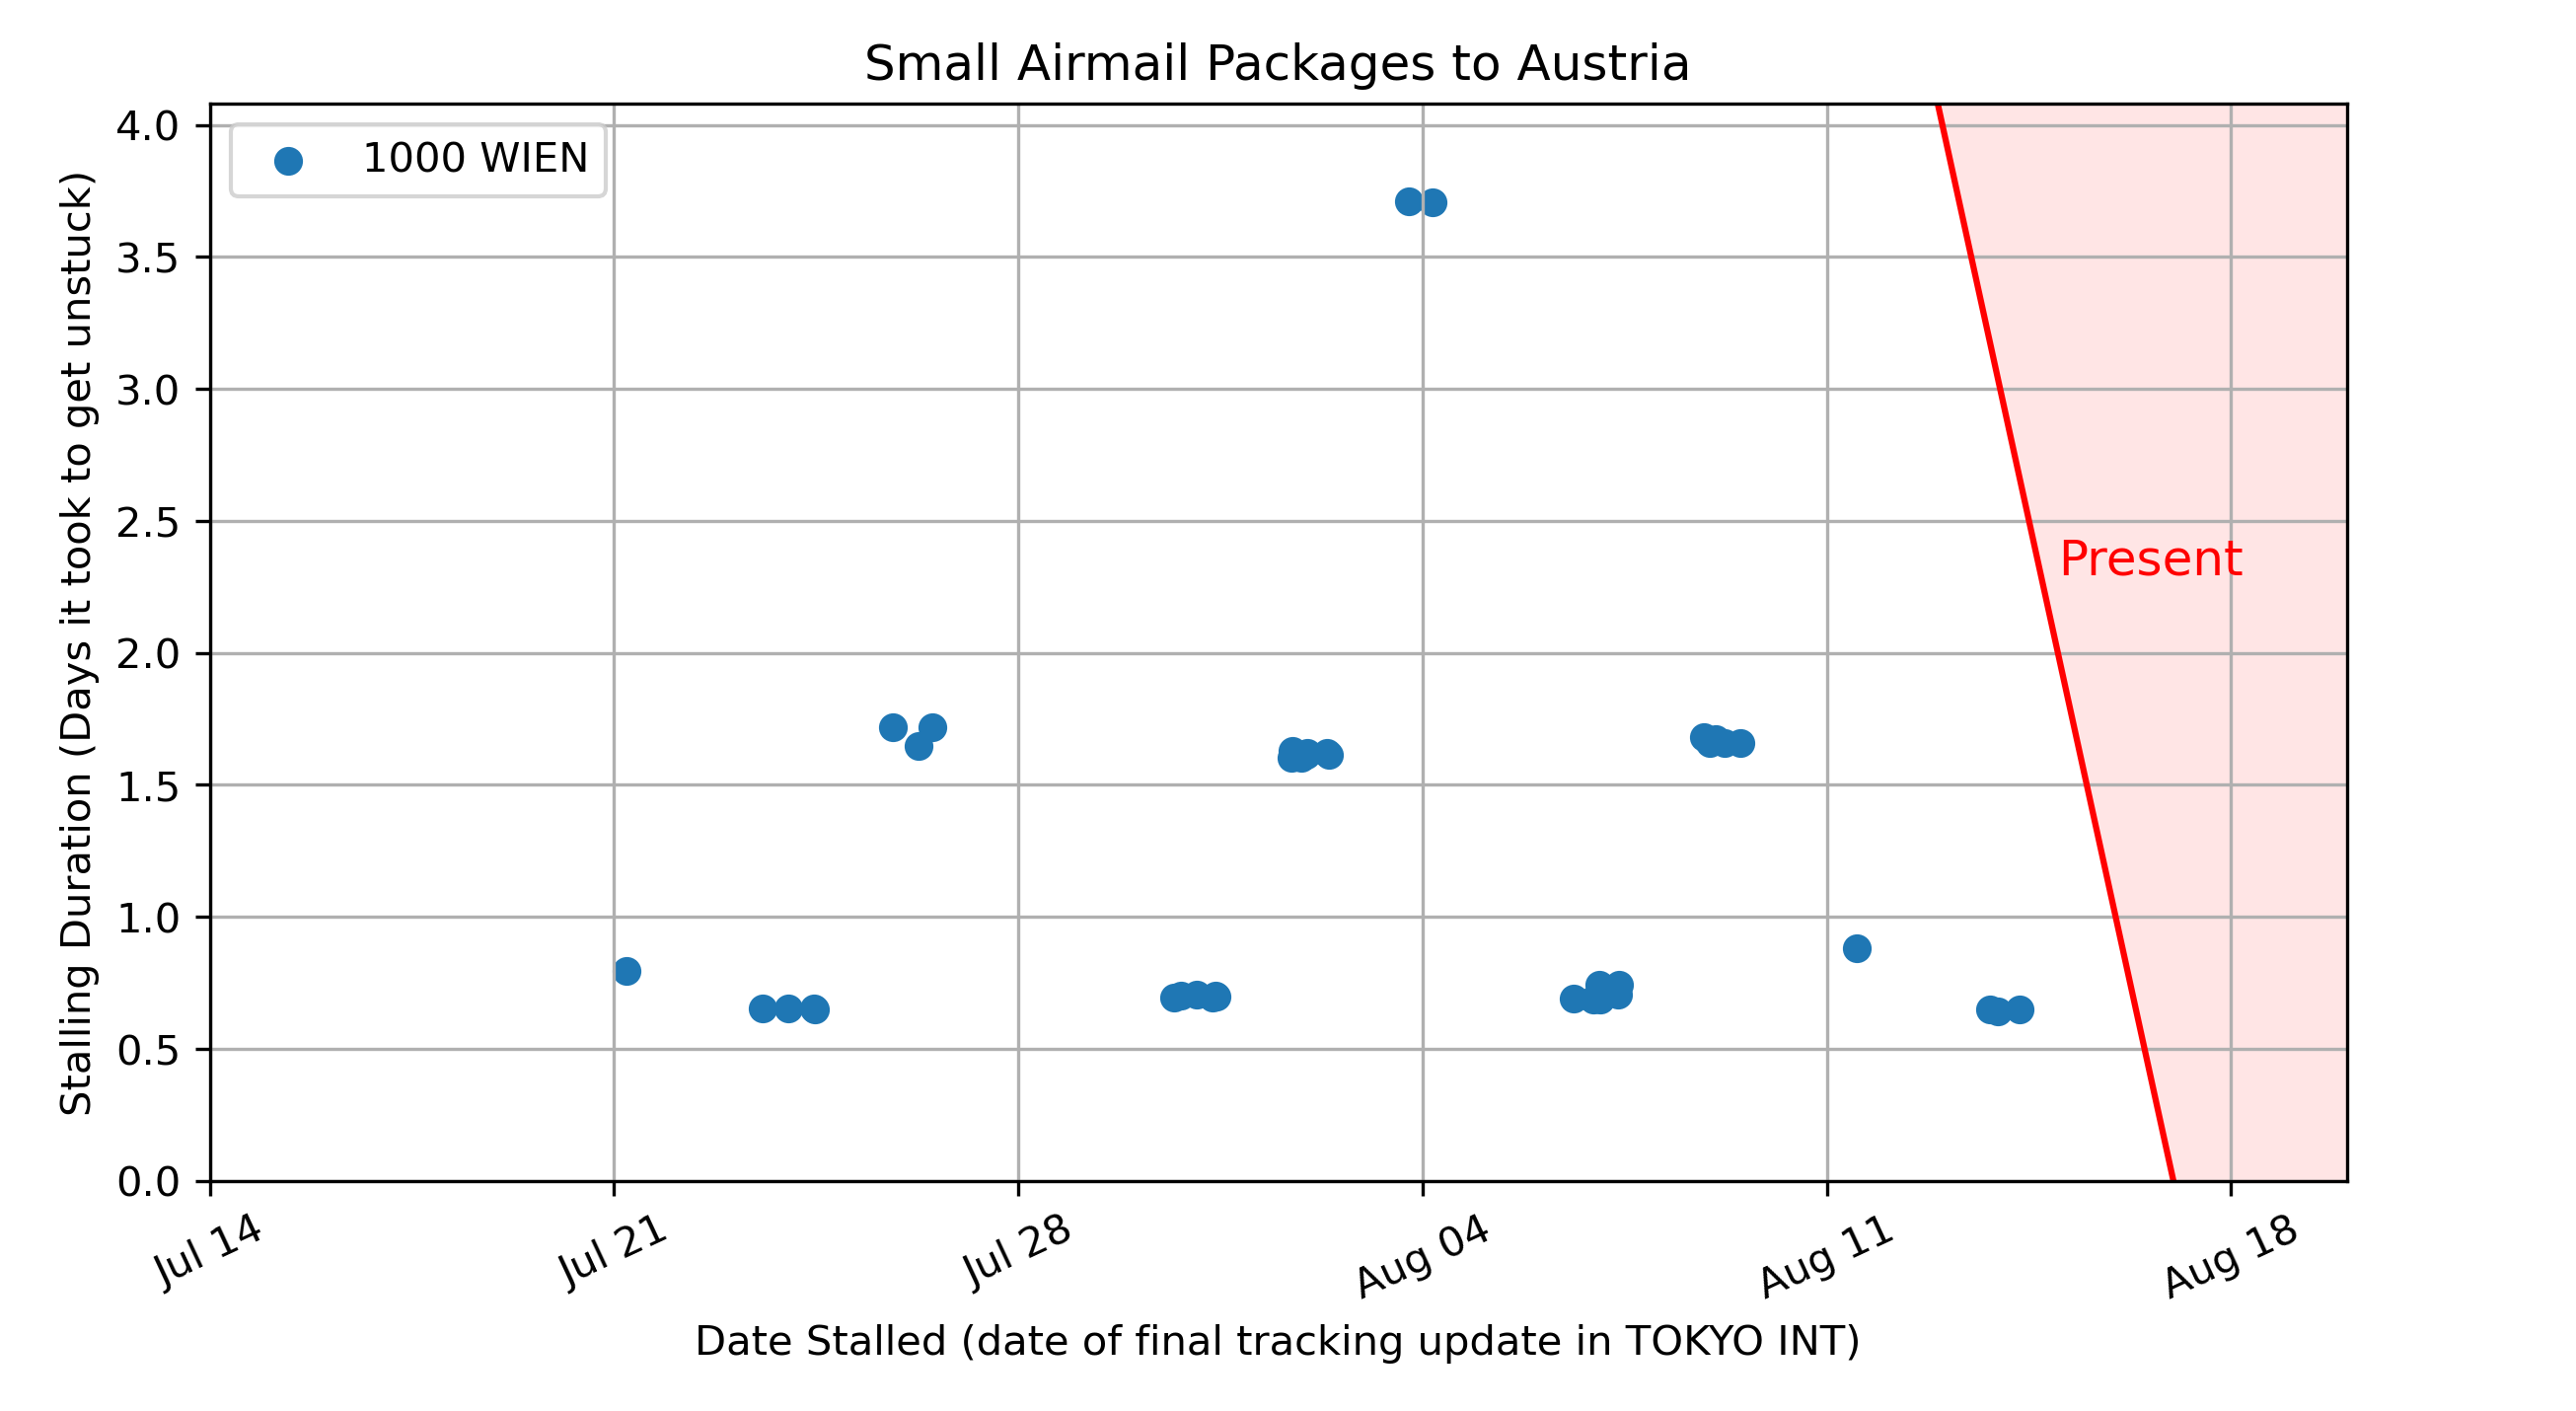 Small Airmail Packages to Austria
1000 WIEN
Stalling Duration (Days it took to get unstuck)
4.0
3.5
3.0
2.5
2.0
1.5
1.0
0.5
0.0
Present
Jul 14
Jul 21
Jul 28
Aug 04
Aug 11
Aug 18
Date Stalled (date of final tracking update in TOKYO INT)